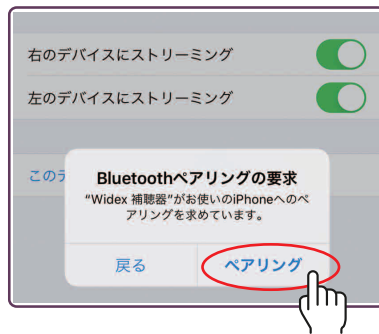 右のデバイスにストリーミング
左のデバイスにストリーミング
このデ
Bluetoothペアリングの要求
“Widex 補聴器”がお使いのiPhoneへのペ
アリングを求めています。
戻る
ペアリング